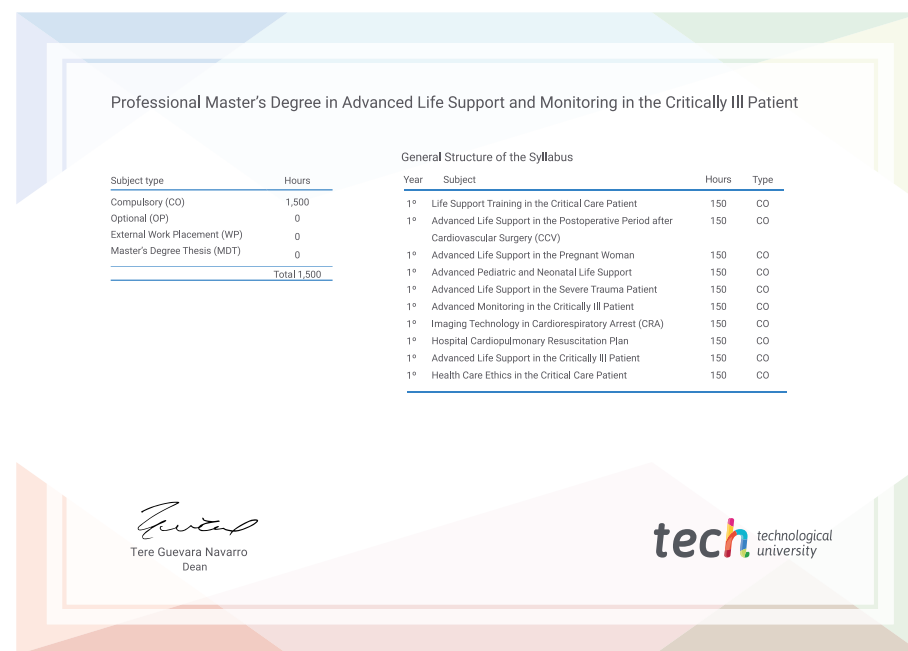 Professional Master's Degree in Advanced Life Support and Monitoring in the Critically Ill Patient
Subject type Hours
Compulsory (CO) 1,500
Optional (OP) 0
External Work Placement (WP) 0
Master's Degree Thesis (MDT) 0
Total 1,500
General Structure of the Syllabus
Year Subject Hours Type
1º Life Support Training in the Critical Care Patient 150 CO
1º Advanced Life Support in the Postoperative Period after 150 CO
Cardiovascular Surgery (CCV)
1º Advanced Life Support in the Pregnant Woman 150 CO
1º Advanced Pediatric and Neonatal Life Support 150 CO
1º Advanced Life Support in the Severe Trauma Patient 150 CO
1º Advanced Monitoring in the Critically Ill Patient 150 CO
1º Imaging Technology in Cardiorespiratory Arrest (CRA) 150 CO
1º Hospital Cardiopulmonary Resuscitation Plan 150 CO
1º Advanced Life Support in the Critically Ill Patient 150 CO
1º Health Care Ethics in the Critical Care Patient 150 CO
Tere Guevara Navarro
Dean
tech technological
university